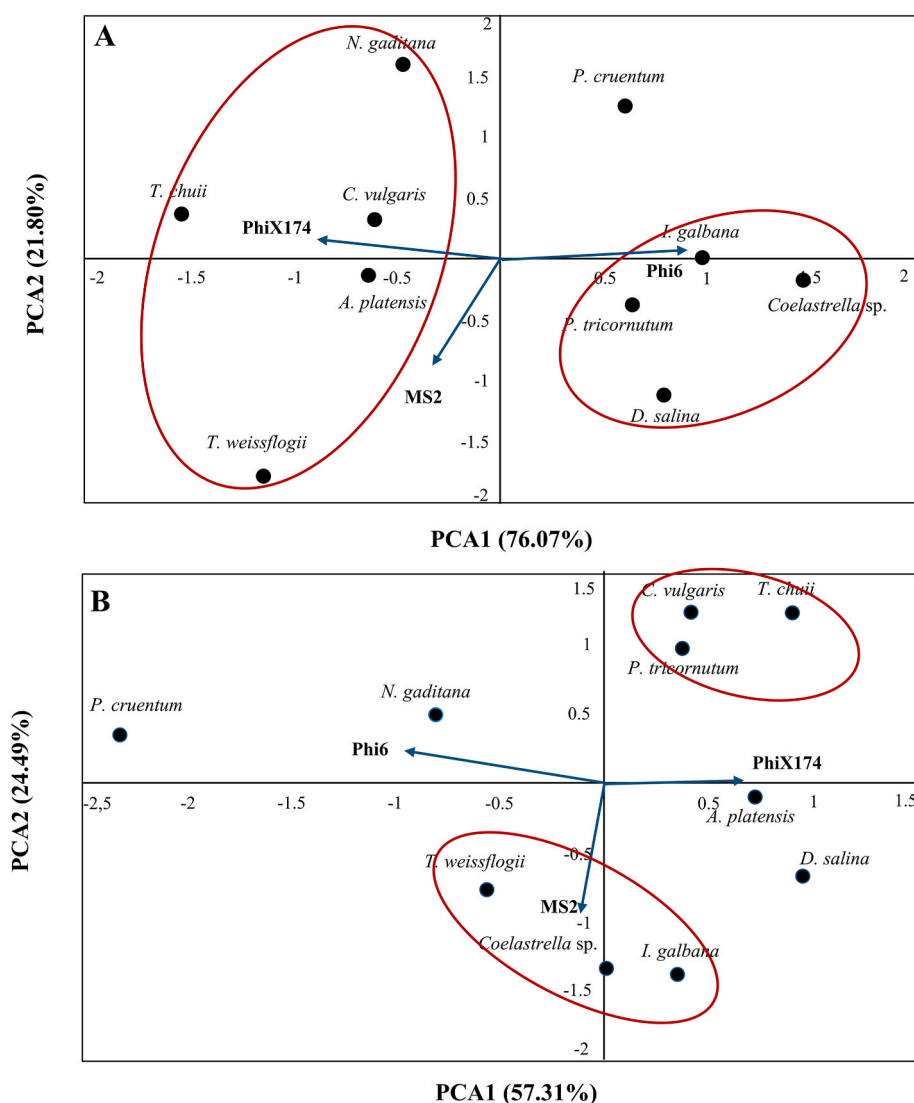 A
2
N. gaditana
1.5
P. cruentum
1
T. chuii
C. vulgaris
0.5
PhiX174
I. galbana
-2
-1.5
-1
-0.5
Phi6
0.5
1
1.5
2
A. platensis
P. tricornutum
Coelastrella sp.
-0.5
MS2
-1
D. salina
T. weissflogii
-1.5
-2
PCA2 (21.80%)
PCA1 (76.07%)
B
1.5
C. vulgaris
T. chuii
1
P. tricornutum
P. cruentum
N. gaditana
0.5
Phi6
PhiX174
-2,5
-2
-1.5
-1
-0.5
0.5
1
1.5
A. platensis
-0.5
T. weissflogii
D. salina
MS2
-1
Coelastrella sp.
I. galbana
-1.5
-2
PCA2 (24.49%)
PCA1 (57.31%)